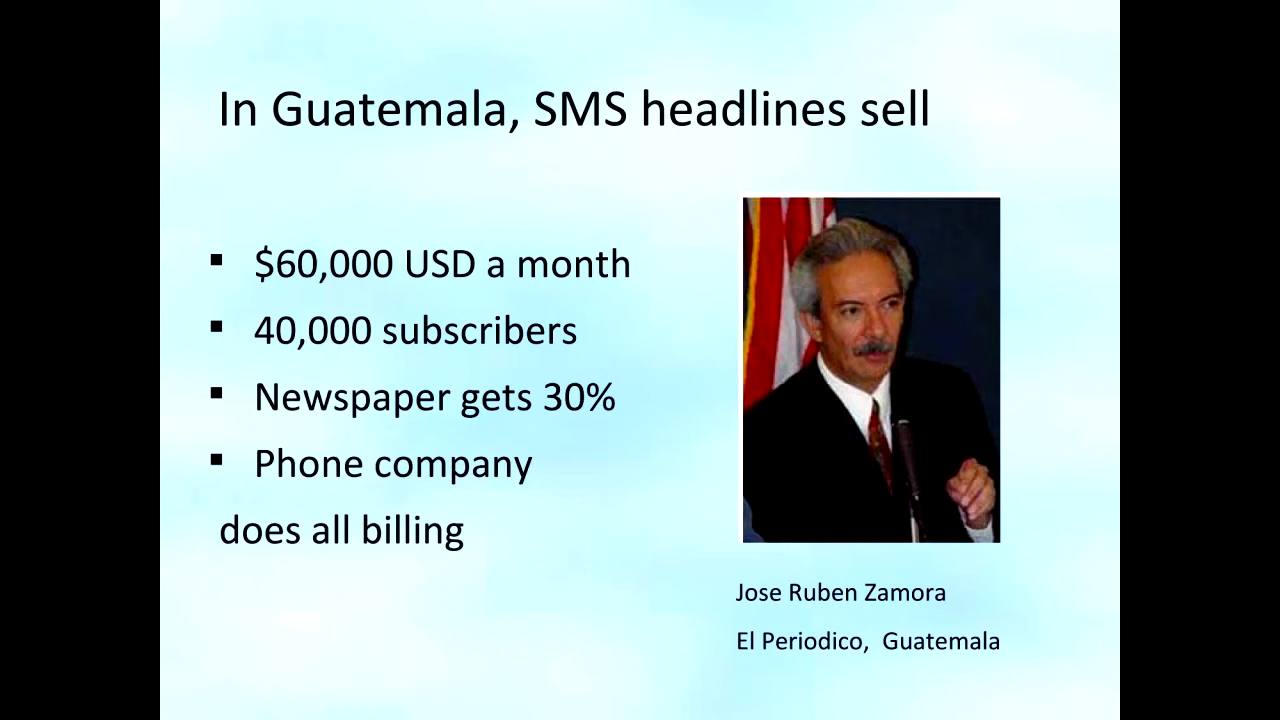 In Guatemala, SMS headlines sell
▪ $60,000 USD a month
▪ 40,000 subscribers
▪ Newspaper gets 30%
▪ Phone company
does all billing
Jose Ruben Zamora
El Periodico,  Guatemala